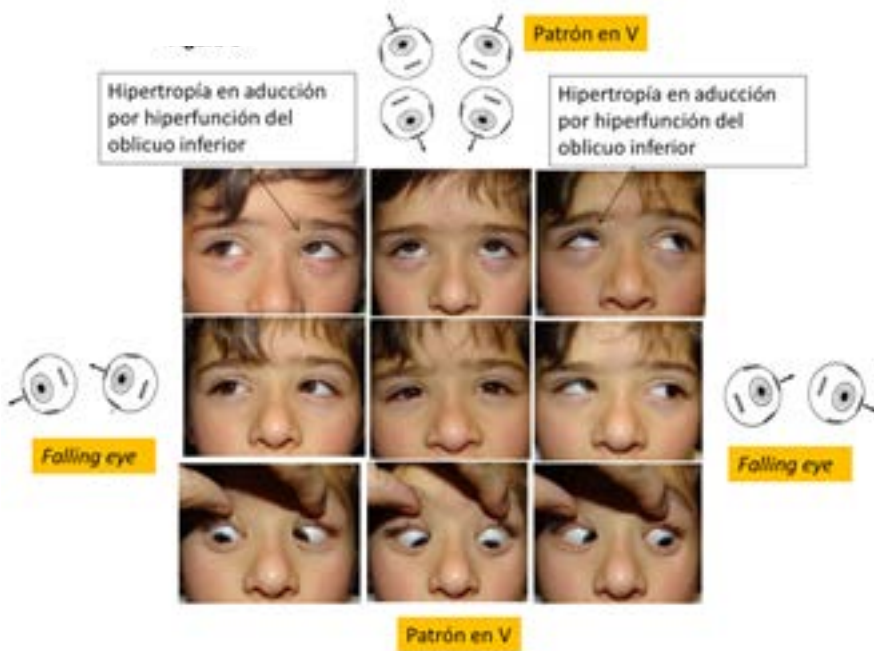 Patrón en V
Hipertropía en aducción
por hiperfunción del
oblicuo inferior
Hipertropía en aducción
por hiperfunción del
oblicuo inferior
Falling eye
Falling eye
Patrón en V